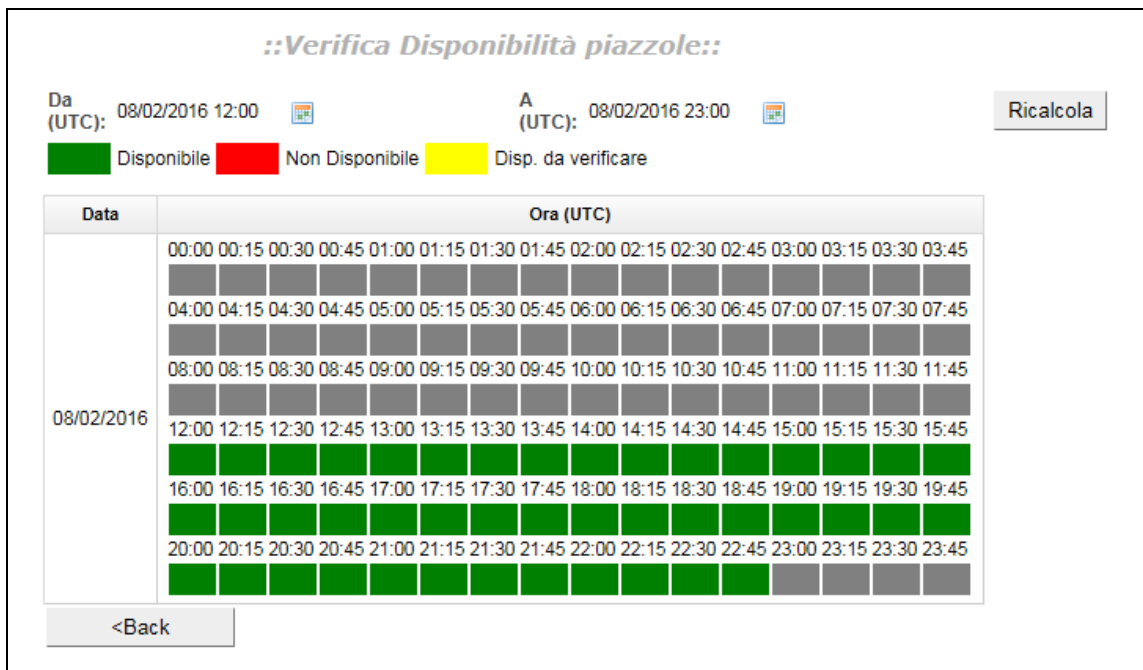 ::Verifica Disponibilità piazzole::
Da (UTC): 08/02/2016 12:00 A (UTC): 08/02/2016 23:00 Ricalcola
Disponibile Non Disponibile Disp. da verificare
Data Ora (UTC)
00:00 00:15 00:30 00:45 01:00 01:15 01:30 01:45 02:00 02:15 02:30 02:45 03:00 03:15 03:30 03:45
04:00 04:15 04:30 04:45 05:00 05:15 05:30 05:45 06:00 06:15 06:30 06:45 07:00 07:15 07:30 07:45
08:00 08:15 08:30 08:45 09:00 09:15 09:30 09:45 10:00 10:15 10:30 10:45 11:00 11:15 11:30 11:45
08/02/2016
12:00 12:15 12:30 12:45 13:00 13:15 13:30 13:45 14:00 14:15 14:30 14:45 15:00 15:15 15:30 15:45
16:00 16:15 16:30 16:45 17:00 17:15 17:30 17:45 18:00 18:15 18:30 18:45 19:00 19:15 19:30 19:45
20:00 20:15 20:30 20:45 21:00 21:15 21:30 21:45 22:00 22:15 22:30 22:45 23:00 23:15 23:30 23:45
<Back